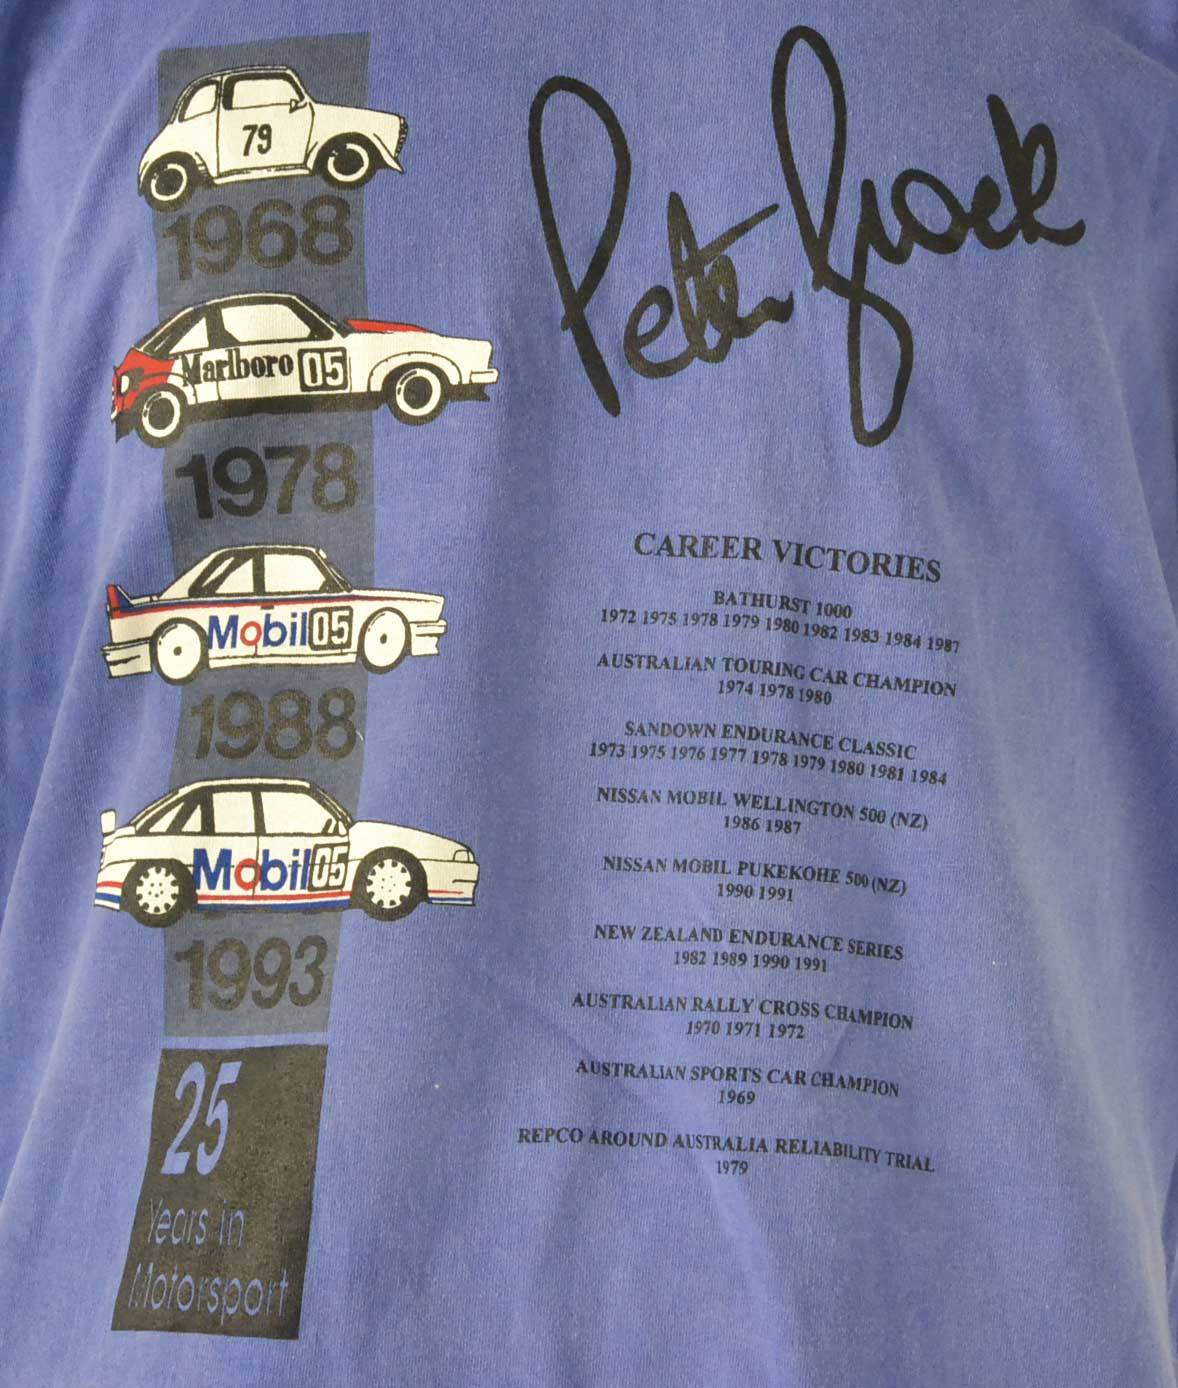 79
1968
Marlboro 05
1978
Mobil 05
1988
Mobil 05
1993
25
Years in
Motorsport
Peter Brock
CAREER VICTORIES
BATHURST 1000
1972 1975 1978 1979 1980 1982 1983 1984 1987
AUSTRALIAN TOURING CAR CHAMPION
1974 1978 1980
SANDOWN ENDURANCE CLASSIC
1973 1975 1976 1977 1978 1979 1980 1981 1984
NISSAN MOBIL WELLINGTON 500 (NZ)
1986 1987
NISSAN MOBIL PUKEKOHE 500 (NZ)
1990 1991
NEW ZEALAND ENDURANCE SERIES
1982 1989 1990 1991
AUSTRALIAN RALLY CROSS CHAMPION
1970 1971 1972
AUSTRALIAN SPORTS CAR CHAMPION
1969
REPCO AROUND AUSTRALIA RELIABILITY TRIAL
1979